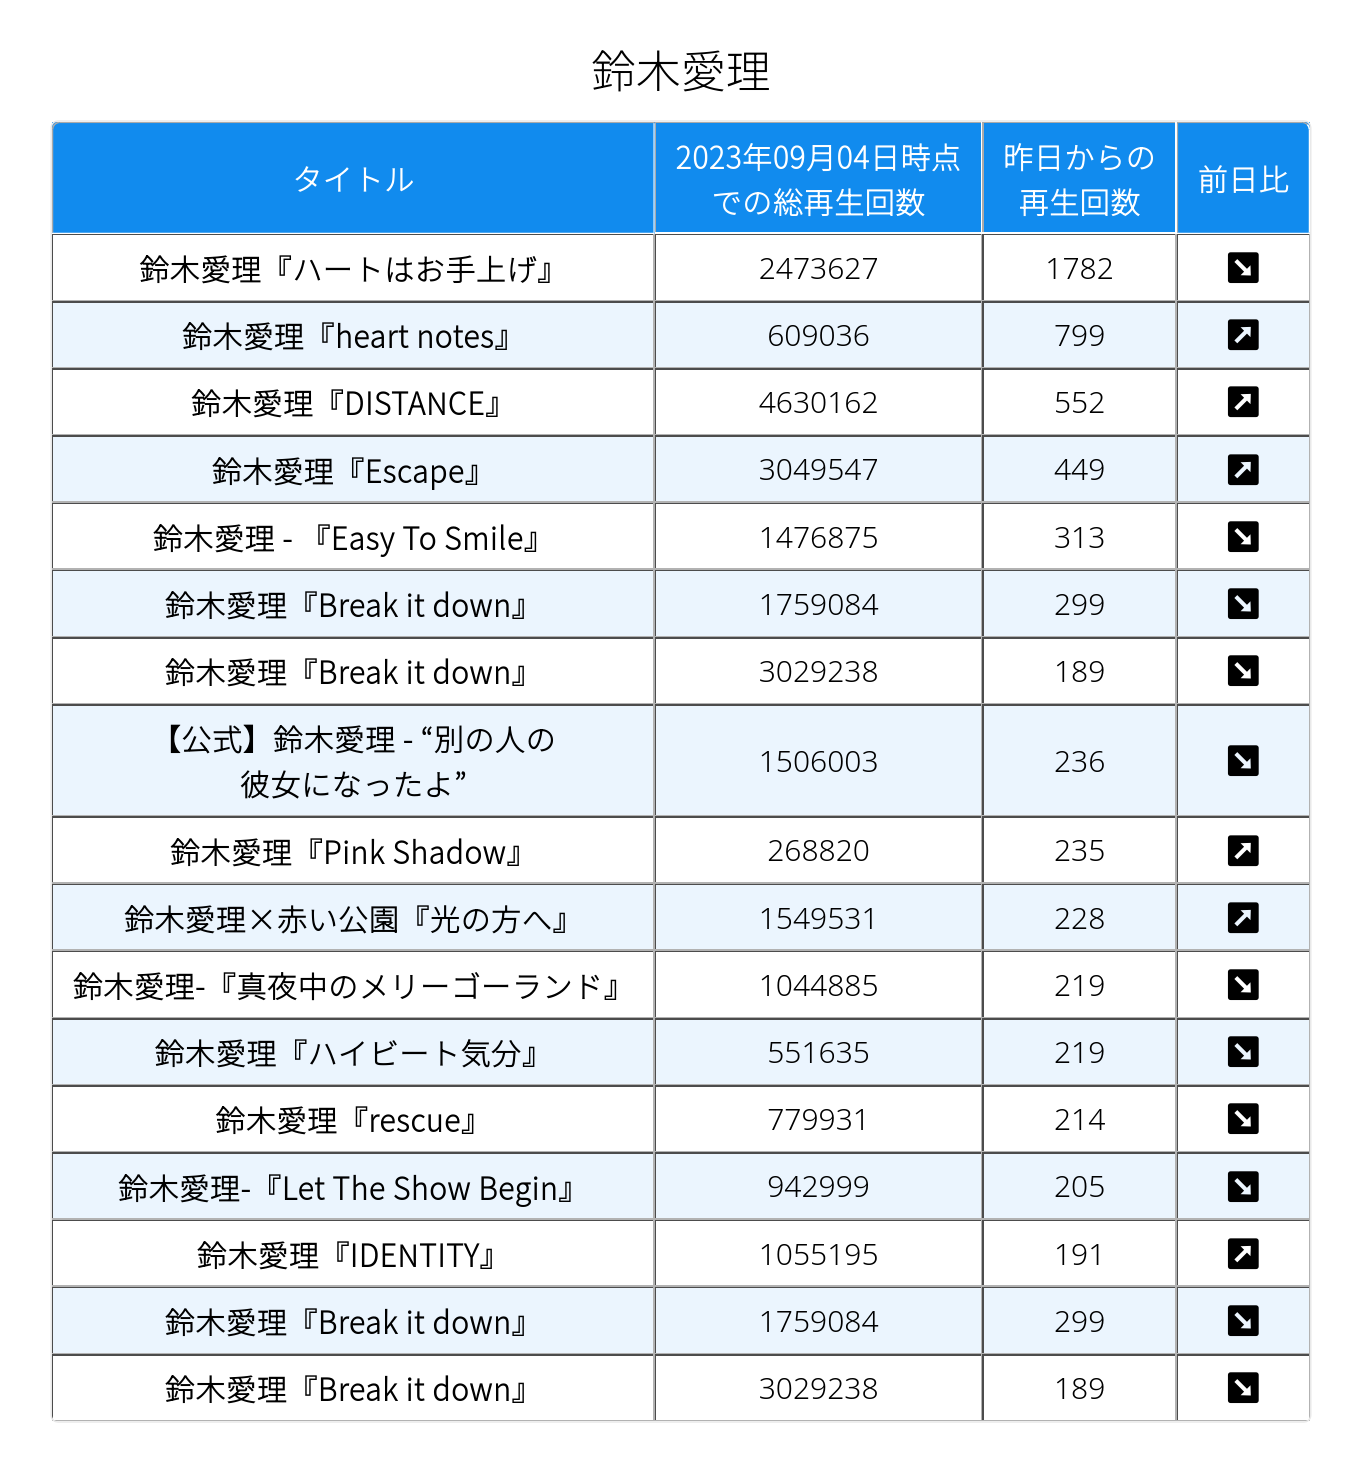 鈴木愛理
タイトル 2023年09月04日時点 昨日からの 前日比
での総再生回数 再生回数
鈴木愛理『ハートはお手上げ』 2473627 1782
鈴木愛理『heart notes』 609036 799
鈴木愛理『DISTANCE』 4630162 552
鈴木愛理『Escape』 3049547 449
鈴木愛理 - 『Easy To Smile』 1476875 313
鈴木愛理『Break it down』 1759084 299
鈴木愛理『Break it down』 3029238 189
【公式】鈴木愛理 - “別の人の
彼女になったよ” 1506003 236
鈴木愛理『Pink Shadow』 268820 235
鈴木愛理×赤い公園『光の方へ』 1549531 228
鈴木愛理-『真夜中のメリーゴーランド』 1044885 219
鈴木愛理『ハイビート気分』 551635 219
鈴木愛理『rescue』 779931 214
鈴木愛理-『Let The Show Begin』 942999 205
鈴木愛理『IDENTITY』 1055195 191
鈴木愛理『Break it down』 1759084 299
鈴木愛理『Break it down』 3029238 189